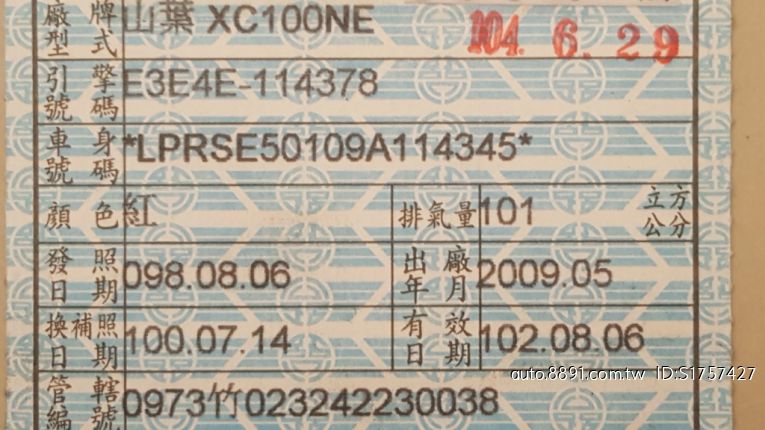 廠牌型式 山葉 XC100NE
104. 6. 29
引擎號碼 E3E4E-114378
車身號碼 *LPRSE50109A114345*
顏色 紅 排氣量 101 立方公分
發照日期 098.08.06 出廠年月 2009.05
換補照日期 100.07.14 有效日期 102.08.06
管轄編號 0973竹023242230038
auto.8891.com.tw ID:S1757427